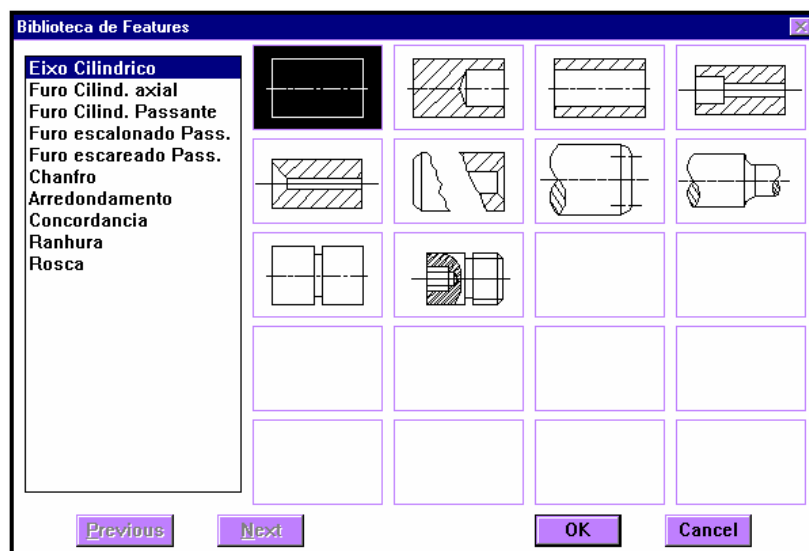 Biblioteca de Features
Eixo Cilindrico
Furo Cilind. axial
Furo Cilind. Passante
Furo escalonado Pass.
Furo escareado Pass.
Chanfro
Arredondamento
Concordancia
Ranhura
Rosca
Previous
Next
OK
Cancel